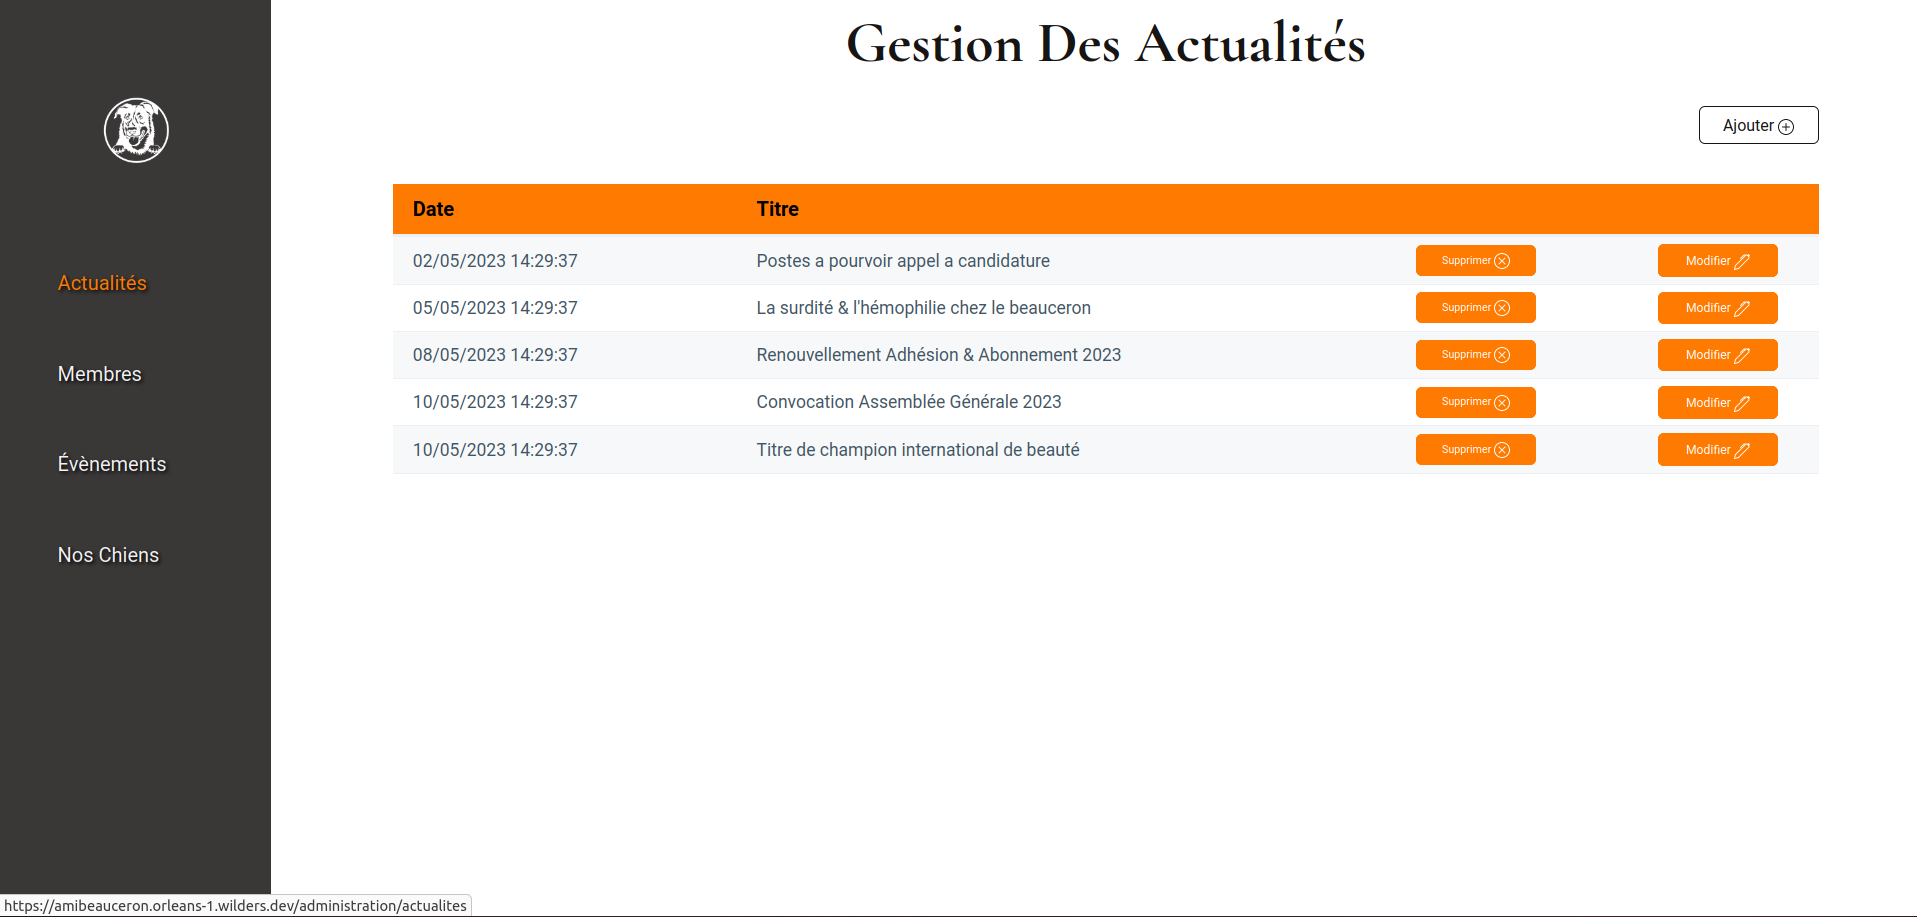 Gestion Des Actualités
Ajouter
Actualités
Membres
Évènements
Nos Chiens
Date Titre
02/05/2023 14:29:37 Postes a pourvoir appel a candidature Supprimer Modifier
05/05/2023 14:29:37 La surdité & l'hémophilie chez le beauceron Supprimer Modifier
08/05/2023 14:29:37 Renouvellement Adhésion & Abonnement 2023 Supprimer Modifier
10/05/2023 14:29:37 Convocation Assemblée Générale 2023 Supprimer Modifier
10/05/2023 14:29:37 Titre de champion international de beauté Supprimer Modifier
https://amibeauceron.orleans-1.wilders.dev/administration/actualites